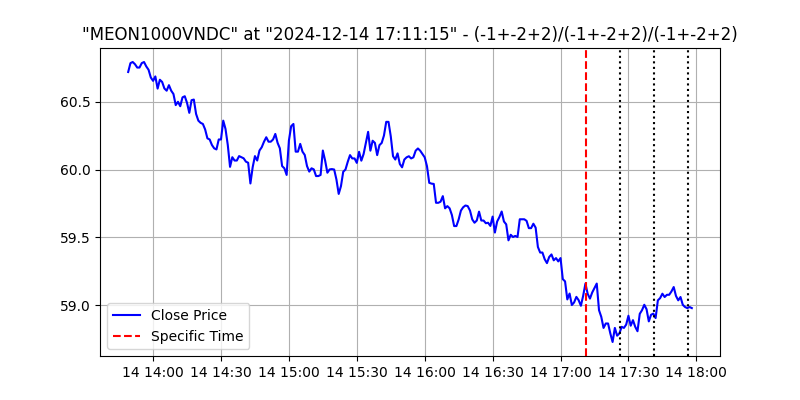 "MEON1000VNDC" at "2024-12-14 17:11:15" - (-1+-2+2)/(-1+-2+2)/(-1+-2+2)
60.5
60.0
59.5
59.0
Close Price
Specific Time
14 14:00 14 14:30 14 15:00 14 15:30 14 16:00 14 16:30 14 17:00 14 17:30 14 18:00